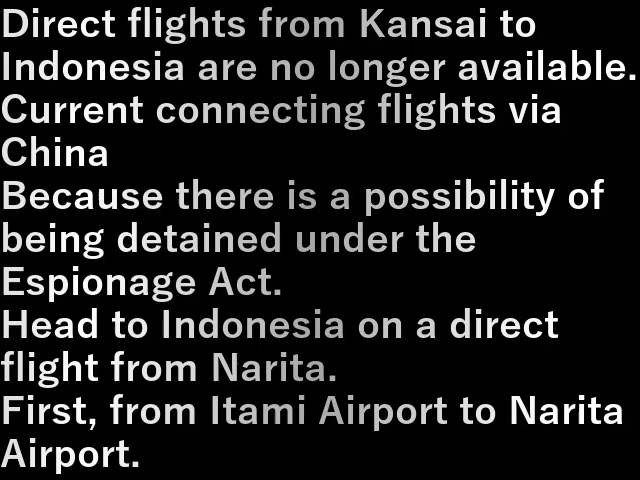 Direct flights from Kansai to
Indonesia are no longer available.
Current connecting flights via
China
Because there is a possibility of
being detained under the
Espionage Act.
Head to Indonesia on a direct
flight from Narita.
First, from Itami Airport to Narita
Airport.